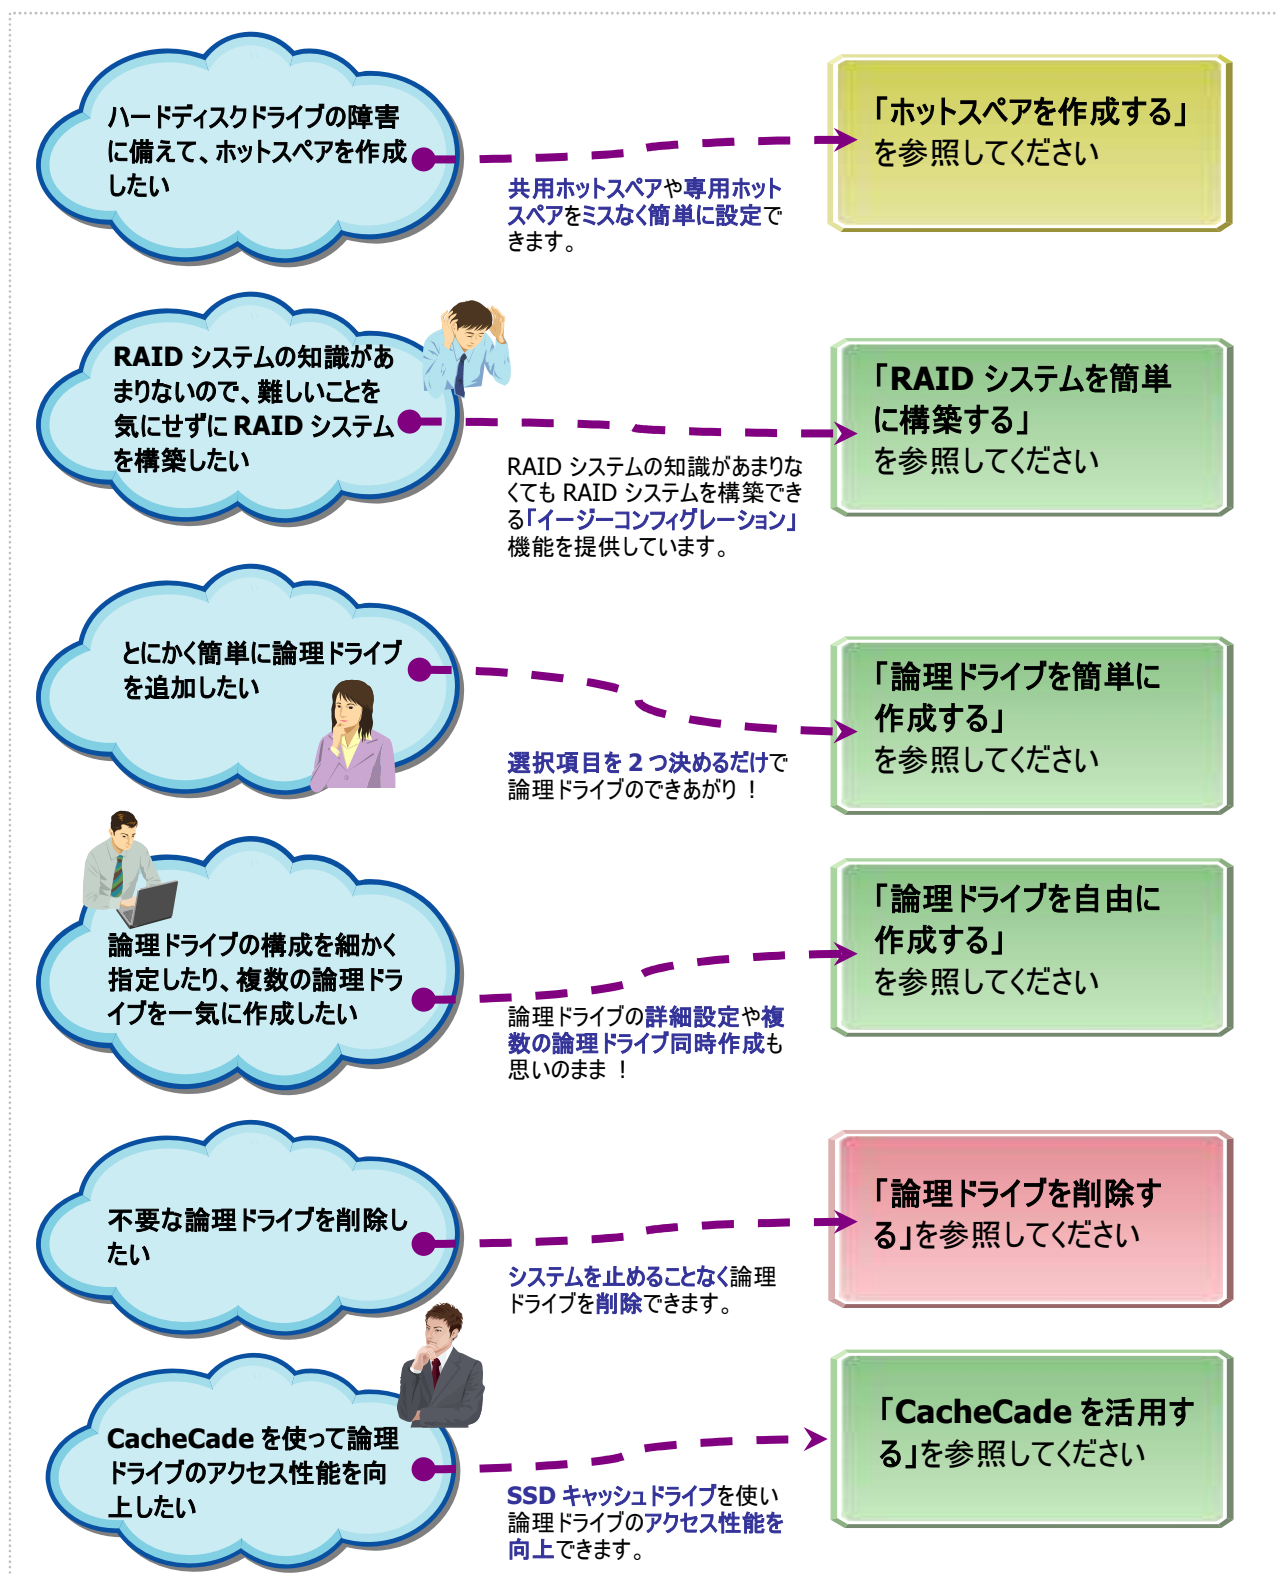 ハードディスクドライブの障害
に備えて、ホットスペアを作成
したい
共用ホットスペアや専用ホット
スペアをミスなく簡単に設定で
きます。
「ホットスペアを作成する」
を参照してください
RAID システムの知識があ
まりないので、難しいことを
気にせずに RAID システム
を構築したい
RAID システムの知識があまりな
くても RAID システムを構築でき
る「イージーコンフィグレーション」
機能を提供しています。
「RAID システムを簡単
に構築する」
を参照してください
とにかく簡単に論理ドライブ
を追加したい
選択項目を 2 つ決めるだけで
論理ドライブのできあがり！
「論理ドライブを簡単に
作成する」
を参照してください
論理ドライブの構成を細かく
指定したり、複数の論理ドラ
イブを一気に作成したい
論理ドライブの詳細設定や複
数の論理ドライブ同時作成も
思いのまま！
「論理ドライブを自由に
作成する」
を参照してください
不要な論理ドライブを削除し
たい
システムを止めることなく論理
ドライブを削除できます。
「論理ドライブを削除す
る」を参照してください
CacheCade を使って論理
ドライブのアクセス性能を向
上したい
SSD キャッシュドライブを使い
論理ドライブのアクセス性能を
向上できます。
「CacheCade を活用す
る」を参照してください